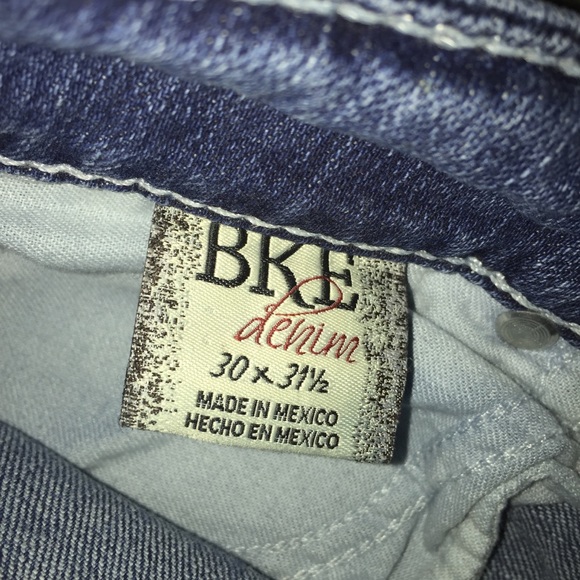 BKE
denim
30 x 31½
MADE IN MEXICO
HECHO EN MEXICO